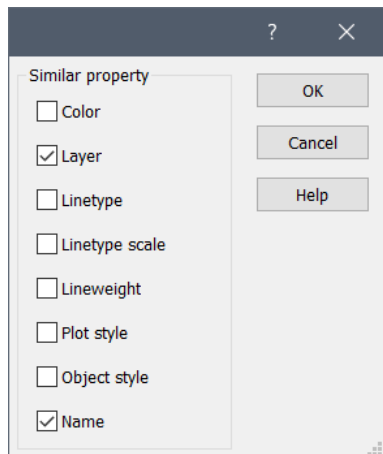 ?
Similar property
Color
Layer
Linetype
Linetype scale
Lineweight
Plot style
Object style
Name
OK
Cancel
Help